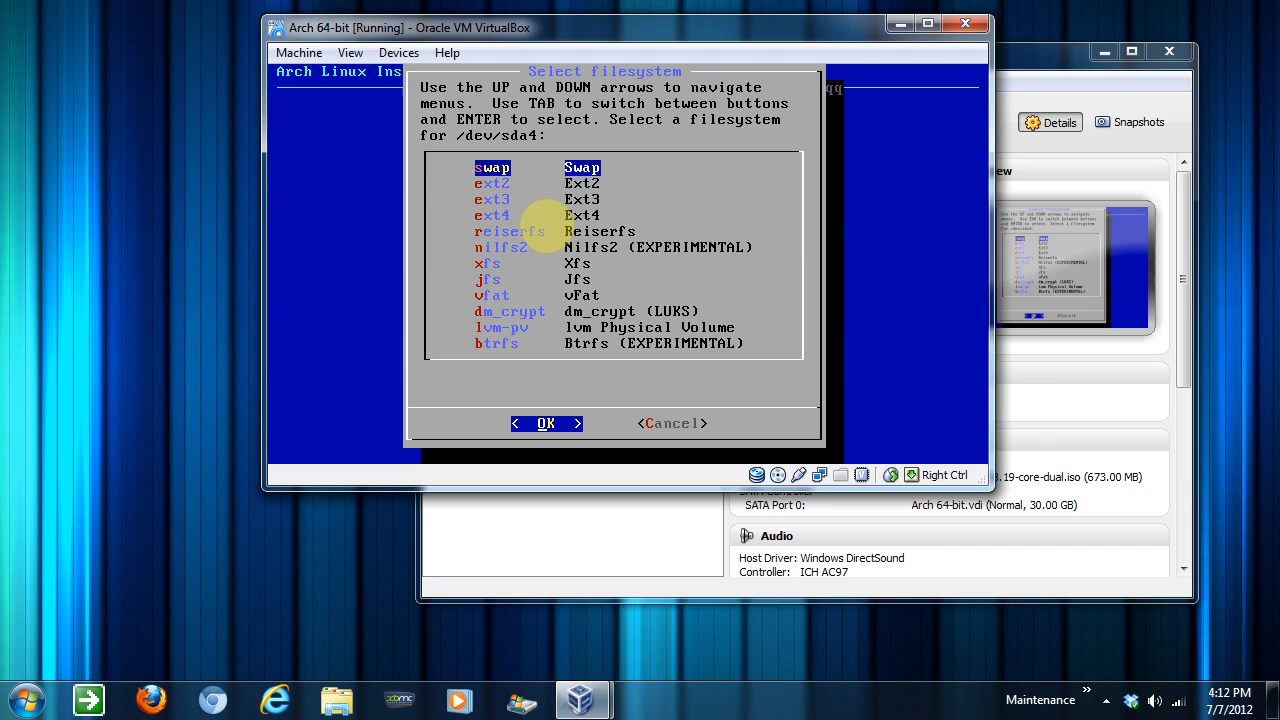 Arch 64-bit [Running] - Oracle VM VirtualBox
Machine View Devices Help
Arch Linux Ins
Select filesystem
qq
Use the UP and DOWN arrows to navigate
menus. Use TAB to switch between buttons
and ENTER to select. Select a filesystem
for /dev/sda4:
swap Swap
ext2 Ext2
ext3 Ext3
ext4 Ext4
reiserfs Reiserfs
nilfs2 Nilfs2 (EXPERIMENTAL)
xfs Xfs
jfs Jfs
vfat vFat
dm_crypt dm_crypt (LUKS)
lvm-pv lvm Physical Volume
btrfs Btrfs (EXPERIMENTAL)
< OK > <Cancel>
Right Ctrl
Details Snapshots
ew
3.19-core-dual.iso (673.00 MB)
SATA Port 0: Arch 64-bit.vdi (Normal, 30.00 GB)
Audio
Host Driver: Windows DirectSound
Controller: ICH AC97
Maintenance
4:12 PM
7/7/2012